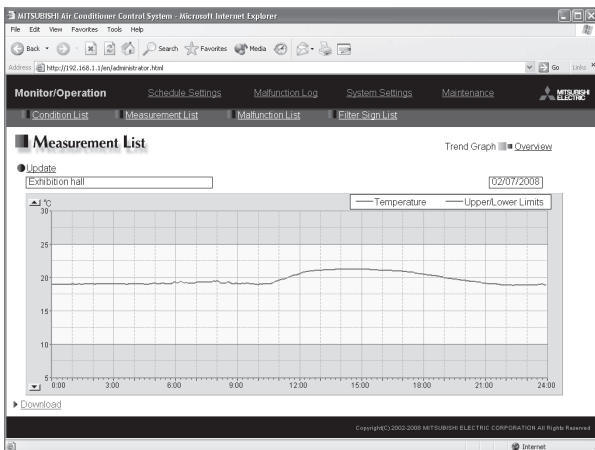 MITSUBISHI Air Conditioner Control System - Microsoft Internet Explorer
File Edit View Favorites Tools Help
Back Search Favorites Media
Address http://192.168.1.1/en/administrator.html Go Links
Monitor/Operation Schedule Settings Malfunction Log System Settings Maintenance MITSUBISHI ELECTRIC
Condition List Measurement List Malfunction List Filter Sign List
Measurement List
Trend Graph Overview
Update
Exhibition hall 02/07/2008
°C Temperature Upper/Lower Limits
30
25
20
15
10
5
0:00 3:00 6:00 9:00 12:00 15:00 18:00 21:00 24:00
Download
Copyright(C) 2002-2008 MITSUBISHI ELECTRIC CORPORATION All Rights Reserved
Internet